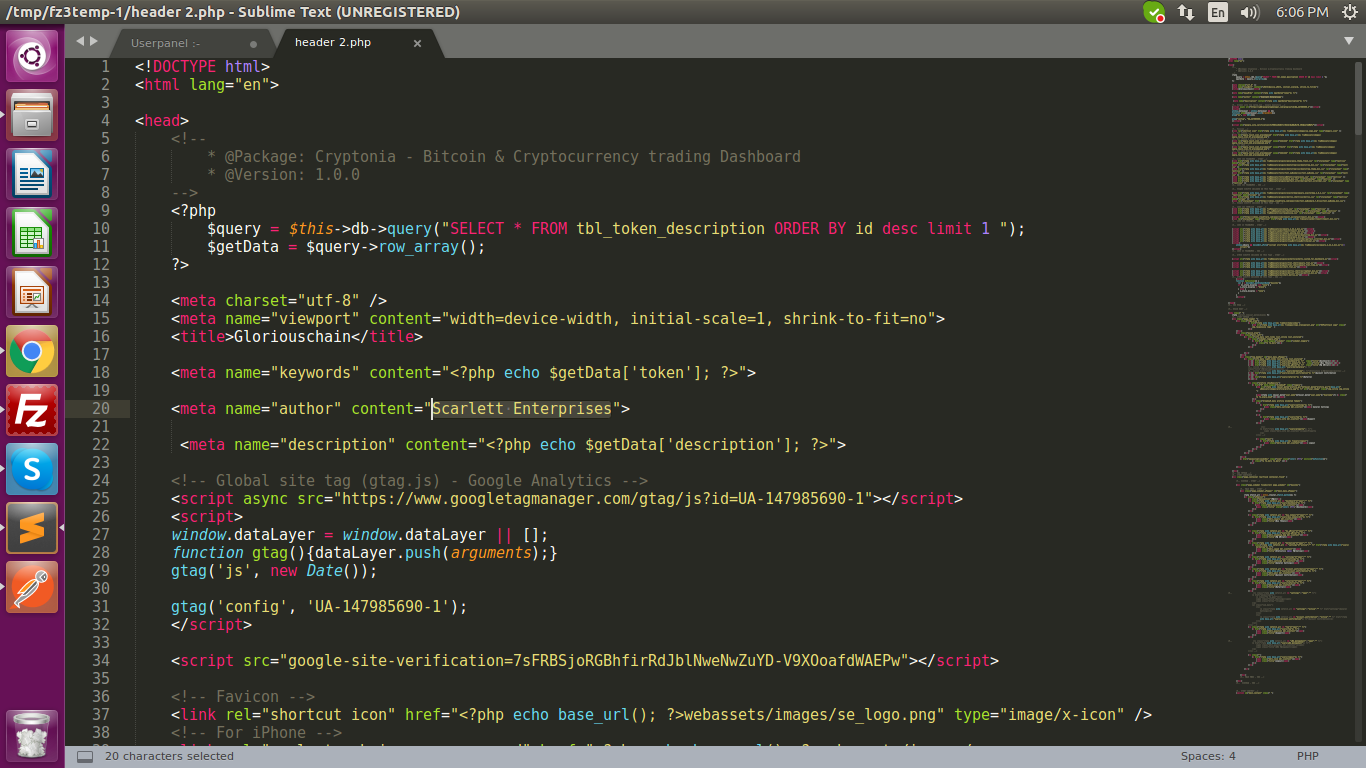 /tmp/fz3temp-1/header 2.php - Sublime Text (UNREGISTERED)
En
6:06 PM
Userpanel :-
header 2.php
1 <!DOCTYPE html>
2 <html lang="en">
3
4 <head>
5 <!--
6 * @Package: Cryptonia - Bitcoin & Cryptocurrency trading Dashboard
7 * @Version: 1.0.0
8 -->
9 <?php
10 $query = $this->db->query("SELECT * FROM tbl_token_description ORDER BY id desc limit 1 ");
11 $getData = $query->row_array();
12 ?>
13
14 <meta charset="utf-8" />
15 <meta name="viewport" content="width=device-width, initial-scale=1, shrink-to-fit=no">
16 <title>Gloriouschain</title>
17
18 <meta name="keywords" content="<?php echo $getData['token']; ?>">
19
20 <meta name="author" content="Scarlett Enterprises">
21
22 <meta name="description" content="<?php echo $getData['description']; ?>">
23
24 <!-- Global site tag (gtag.js) - Google Analytics -->
25 <script async src="https://www.googletagmanager.com/gtag/js?id=UA-147985690-1"></script>
26 <script>
27 window.dataLayer = window.dataLayer || [];
28 function gtag(){dataLayer.push(arguments);}
29 gtag('js', new Date());
30
31 gtag('config', 'UA-147985690-1');
32 </script>
33
34 <script src="google-site-verification=7sFRBSjoRGBhfirRdJblNweNwZuYD-V9XOoafdWAEPw"></script>
35
36 <!-- Favicon -->
37 <link rel="shortcut icon" href="<?php echo base_url(); ?>webassets/images/se_logo.png" type="image/x-icon" />
38 <!-- For iPhone -->
20 characters selected
Spaces: 4
PHP